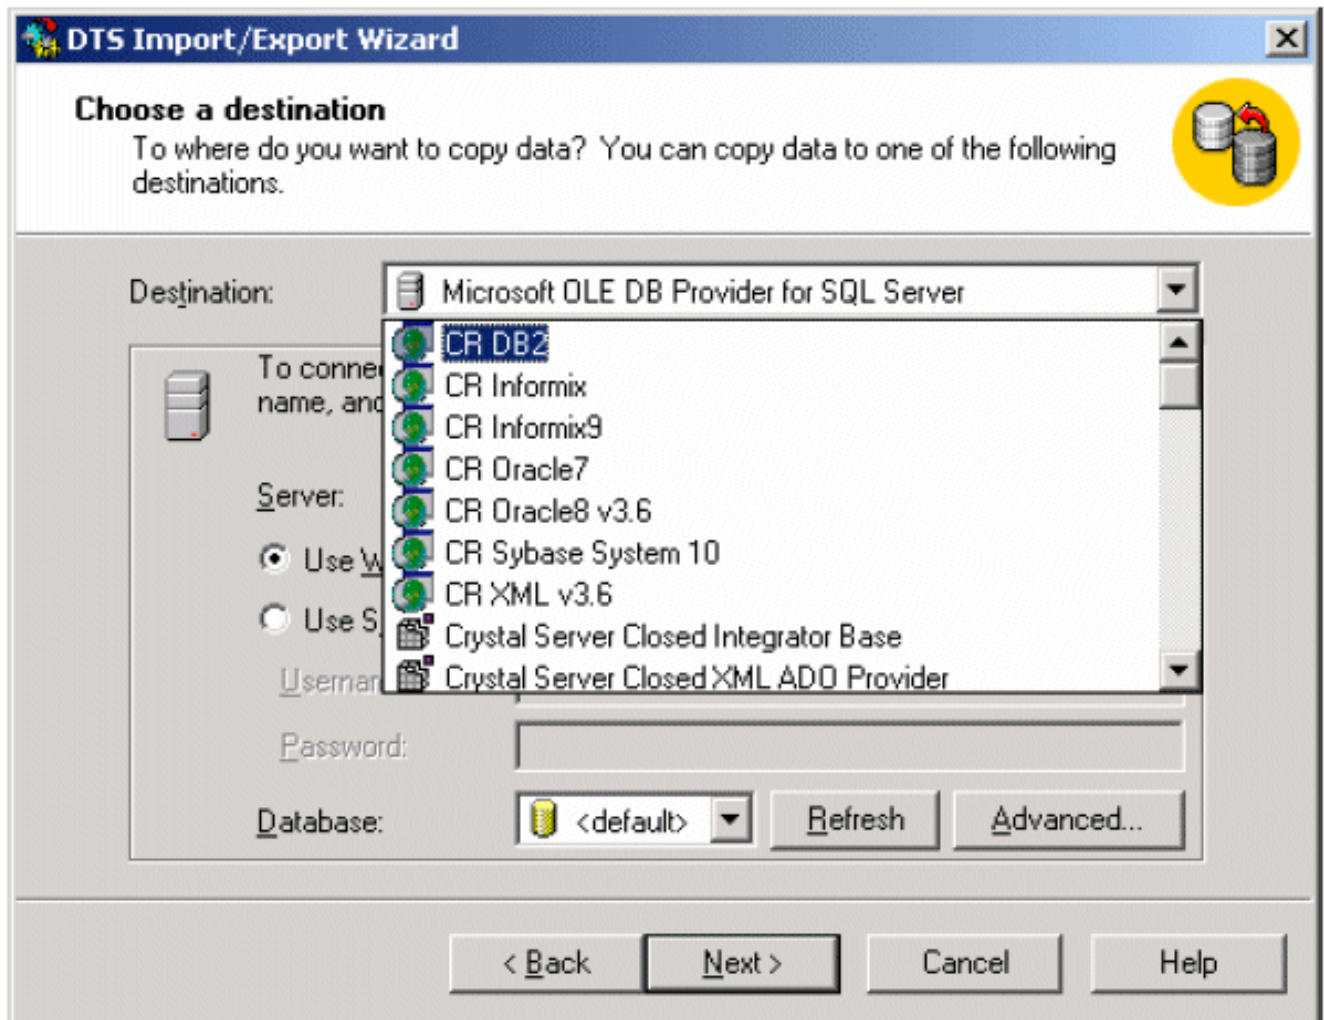 DTS Import/Export Wizard
Choose a destination
To where do you want to copy data? You can copy data to one of the following
destinations.
Destination:
Microsoft OLE DB Provider for SQL Server
CR DB2
CR Informix
CR Informix9
CR Oracle7
CR Oracle8 v3.6
CR Sybase System 10
CR XML v3.6
Crystal Server Closed Integrator Base
Crystal Server Closed XML ADO Provider
To
name,
Server:
Use
Use
Password:
Database:
<default>
Refresh
Advanced...
< Back
Next >
Cancel
Help